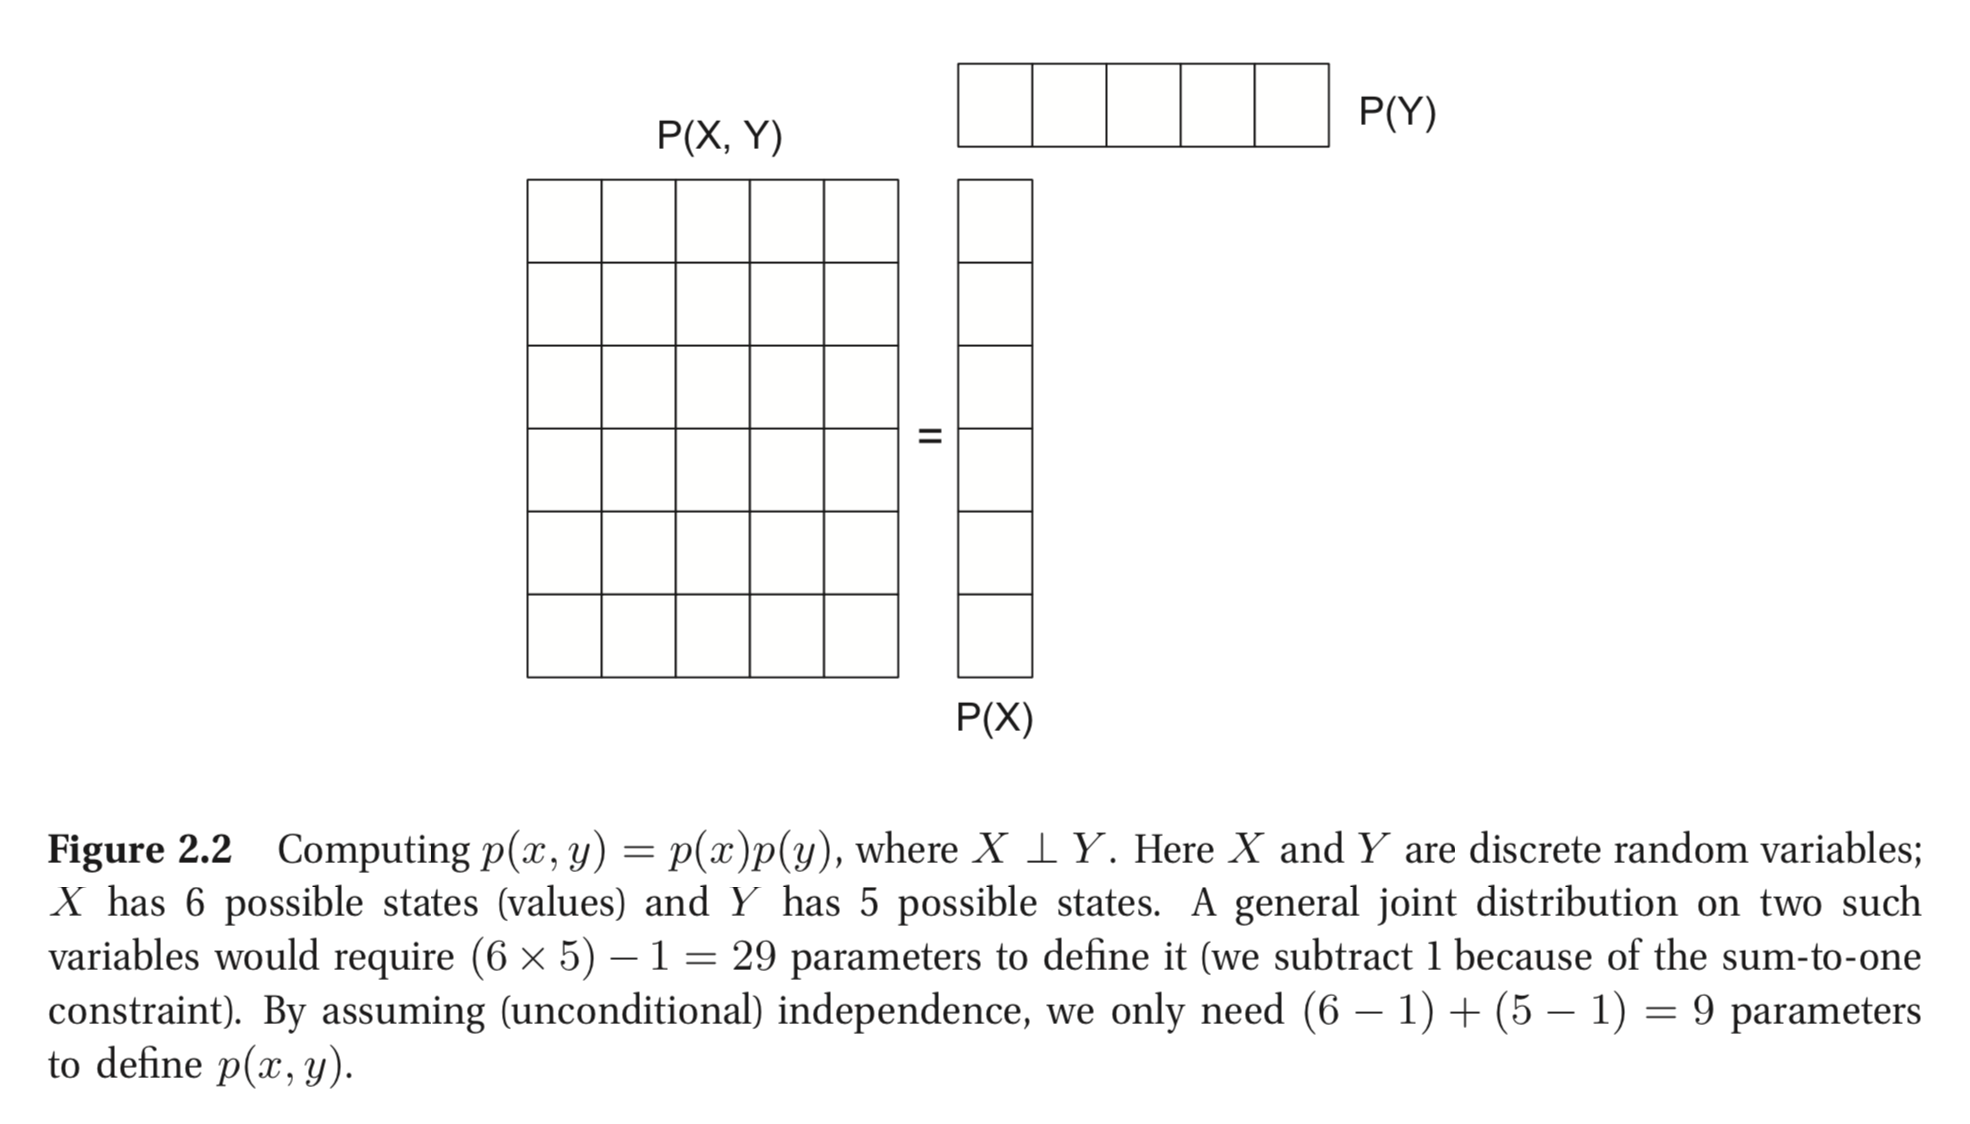 P(Y)
P(X, Y)
=
P(X)
Figure 2.2 Computing p(x, y) = p(x)p(y), where X ⊥ Y. Here X and Y are discrete random variables;
X has 6 possible states (values) and Y has 5 possible states. A general joint distribution on two such
variables would require (6 × 5) − 1 = 29 parameters to define it (we subtract 1 because of the sum-to-one
constraint). By assuming (unconditional) independence, we only need (6 − 1) + (5 − 1) = 9 parameters
to define p(x, y).